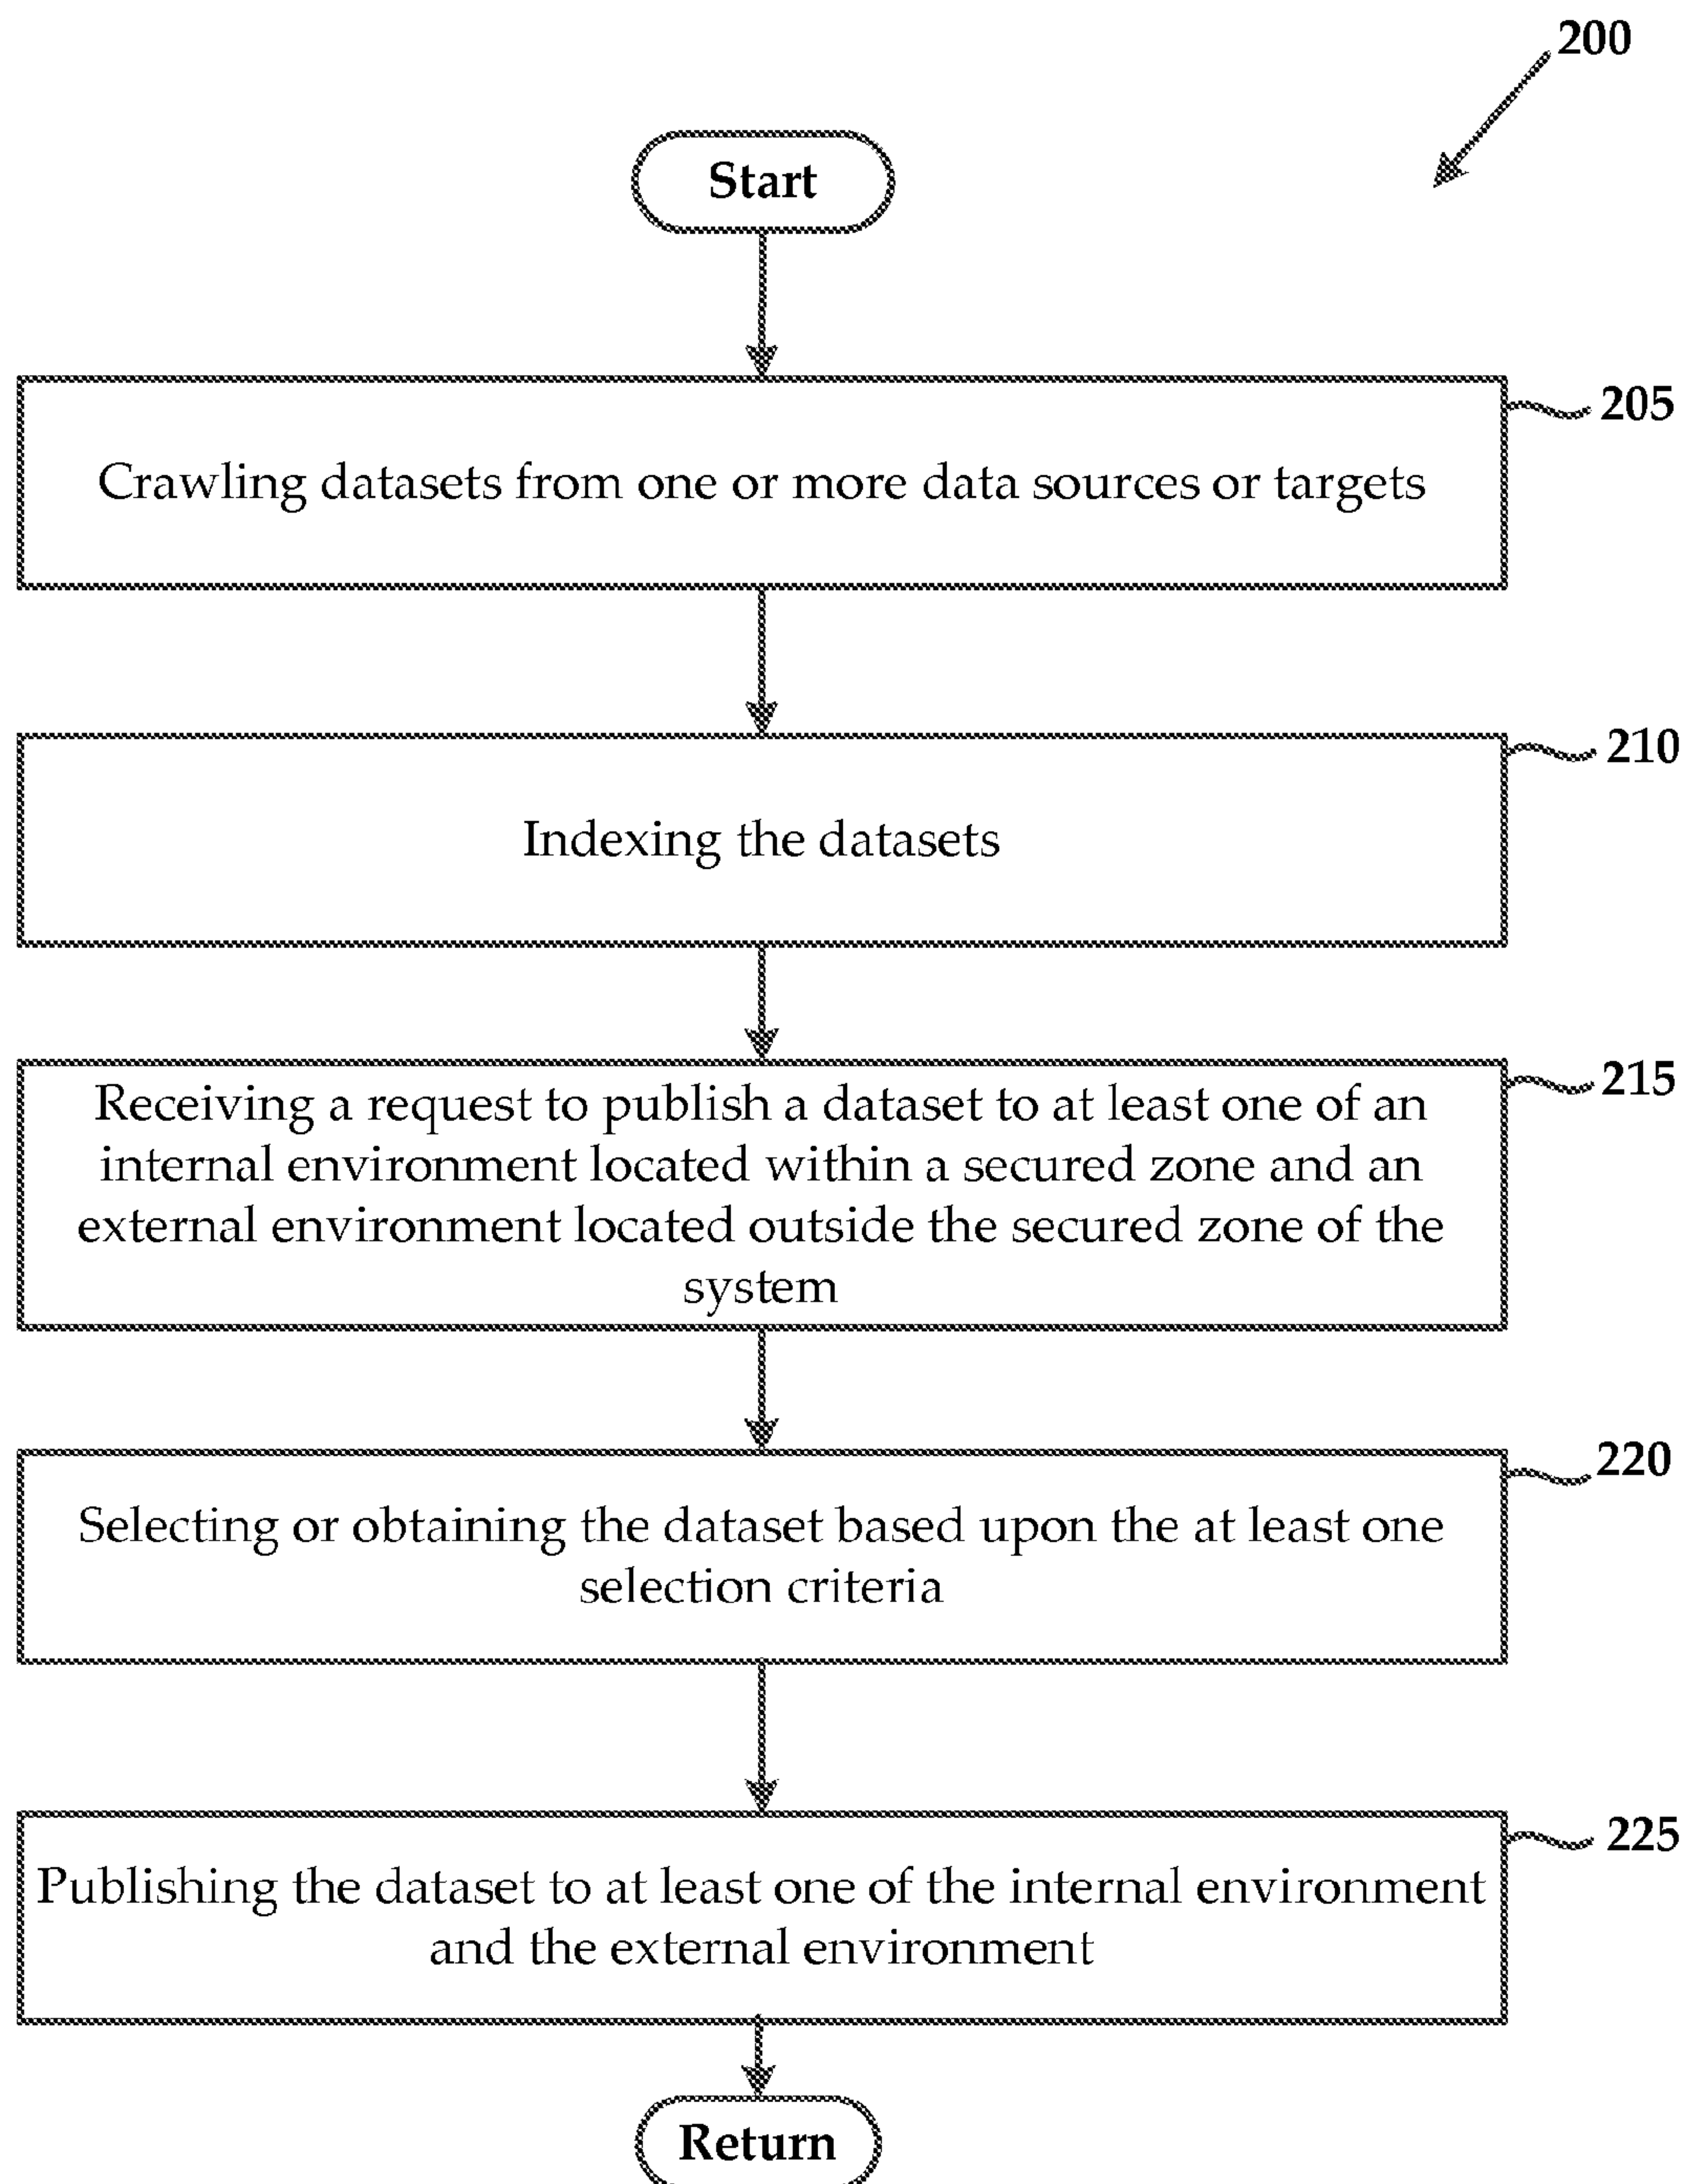 200
Start
205
Crawling datasets from one or more data sources or targets
210
Indexing the datasets
215
Receiving a request to publish a dataset to at least one of an
internal environment located within a secured zone and an
external environment located outside the secured zone of the
system
220
Selecting or obtaining the dataset based upon the at least one
selection criteria
225
Publishing the dataset to at least one of the internal environment
and the external environment
Return